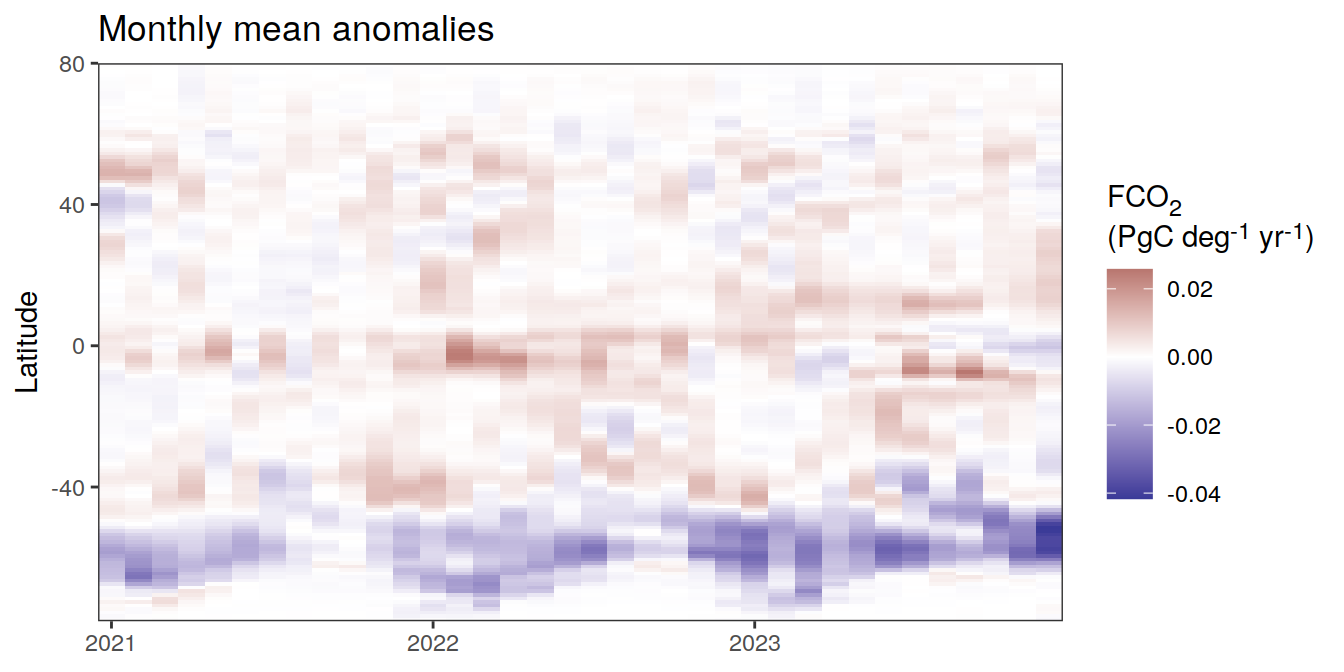 Monthly mean anomalies
80
40
0
-40
Latitude
2021
2022
2023
FCO₂
(PgC deg⁻¹ yr⁻¹)
0.02
0.00
-0.02
-0.04